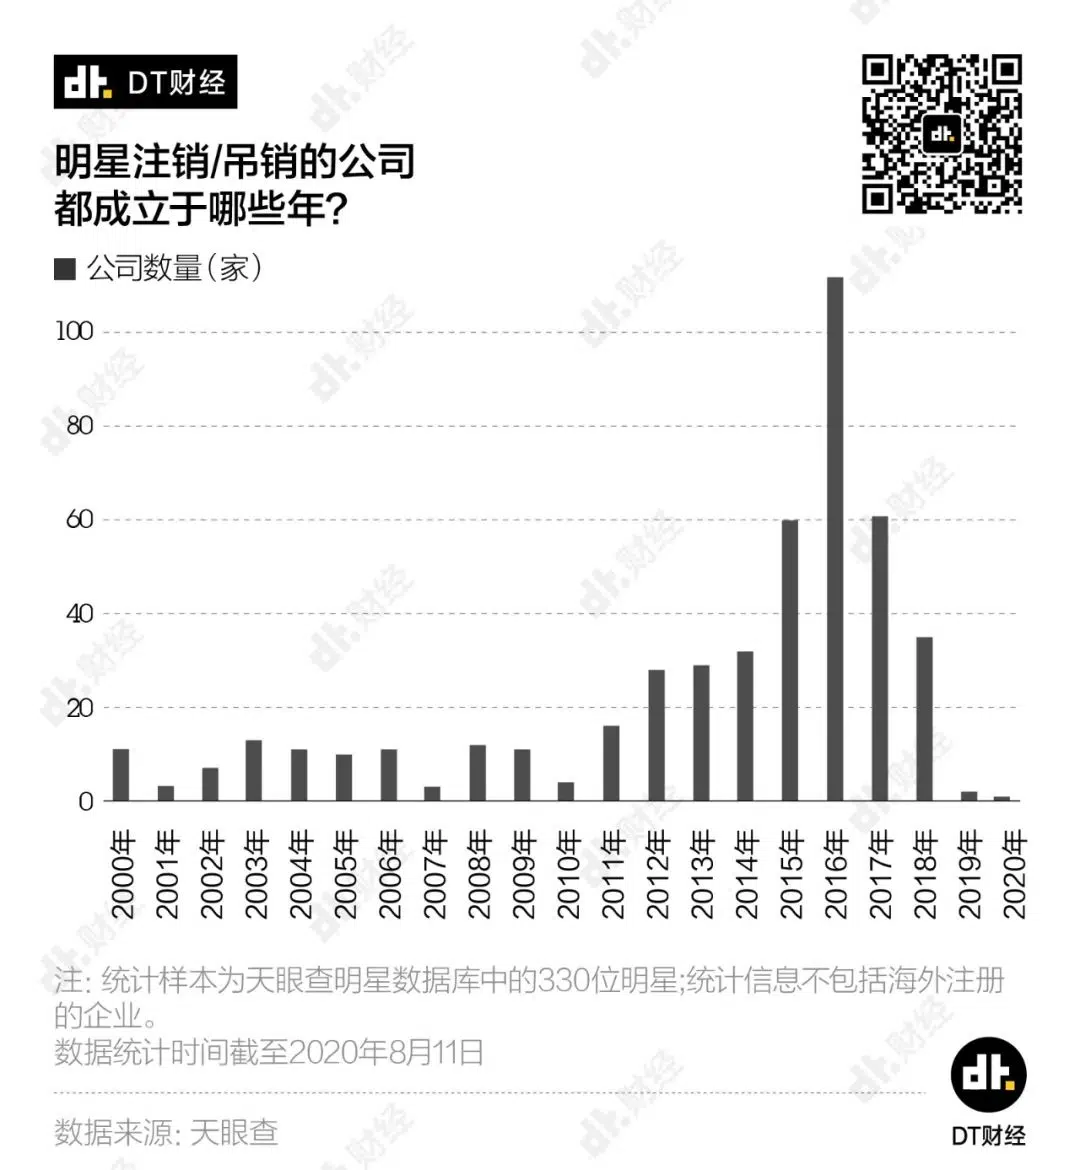 dt. DT财经
明星注销/吊销的公司
都成立于哪些年?
公司数量(家)
100
80
60
40
20
0
2000年 2001年 2002年 2003年 2004年 2005年 2006年 2007年 2008年 2009年 2010年 2011年 2012年 2013年 2014年 2015年 2016年 2017年 2018年 2019年 2020年
注: 统计样本为天眼查明星数据库中的330位明星;统计信息不包括海外注册
的企业。
数据统计时间截至2020年8月11日
数据来源: 天眼查
dt.
DT财经